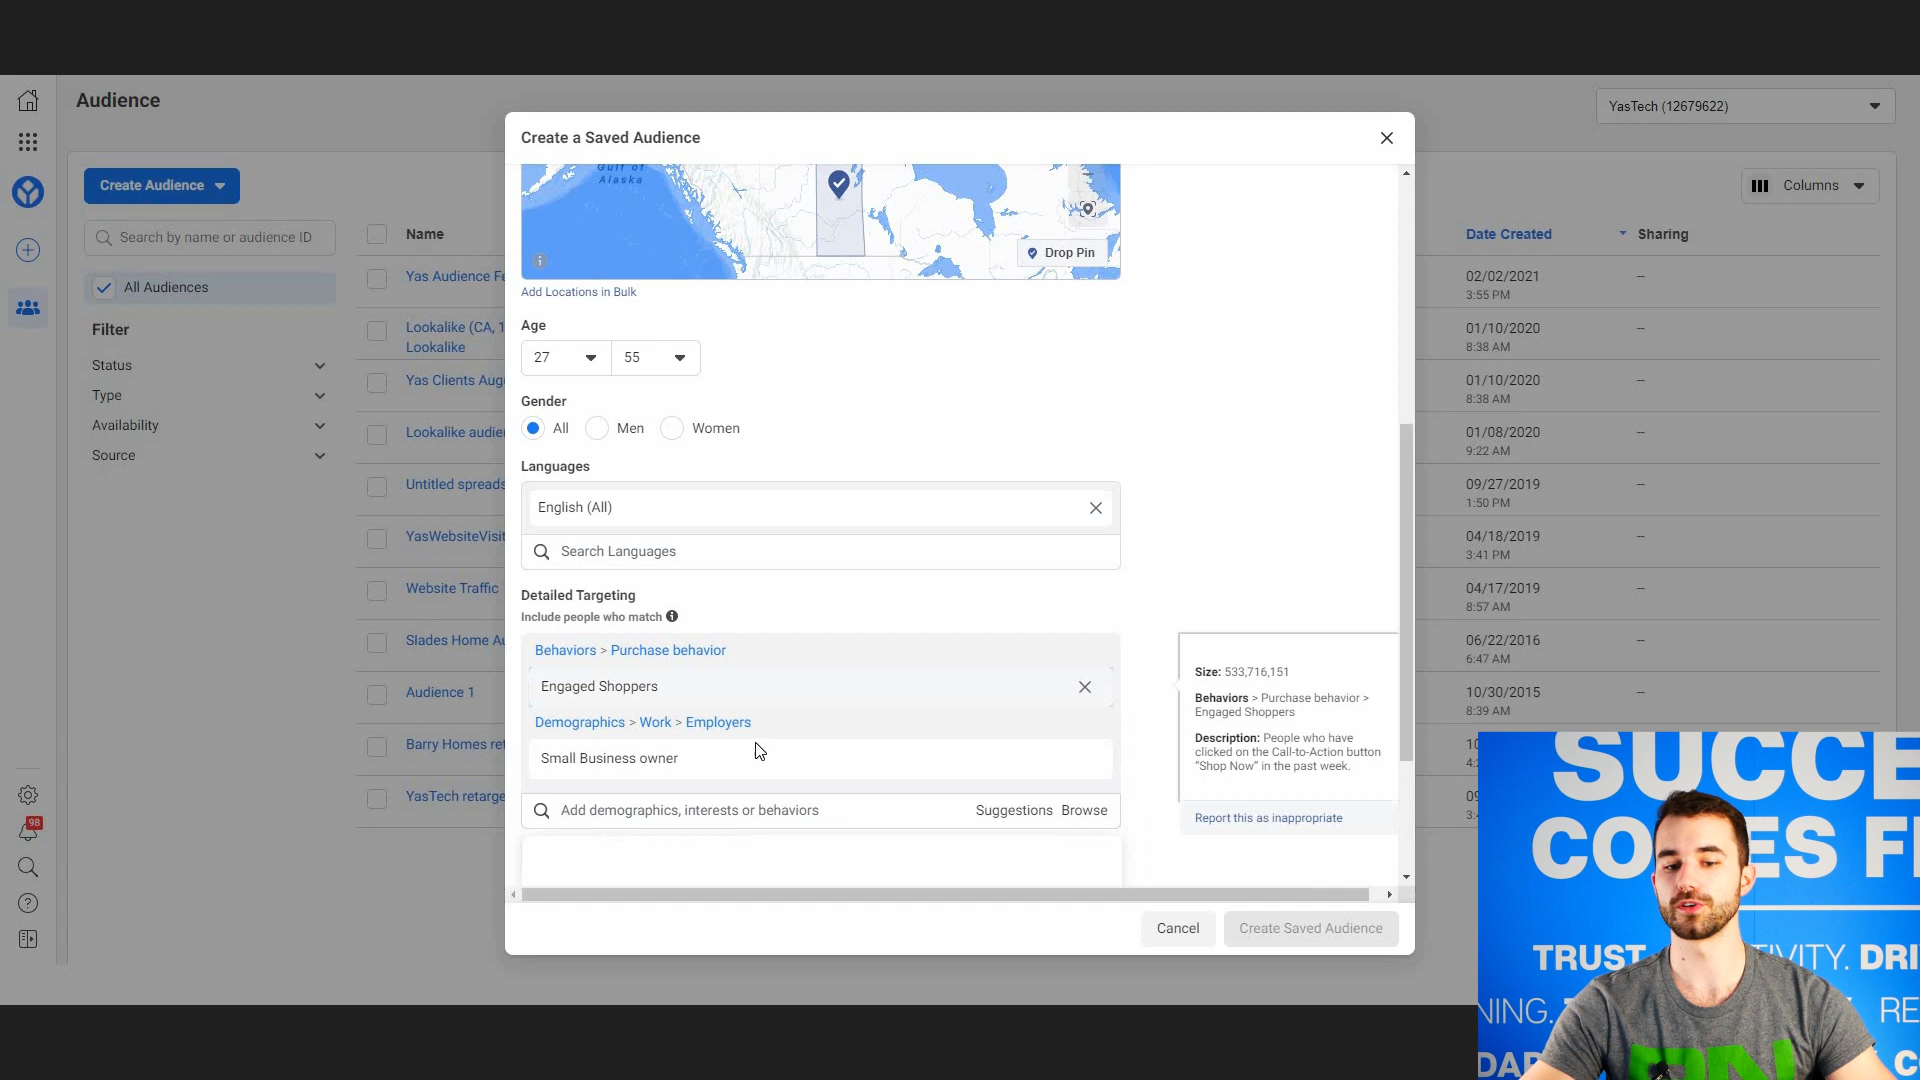 Audience
YasTech (12679622)
Create Audience
Search by name or audience ID
All Audiences
Filter
Status
Type
Availability
Source
98
Name
Yas Audience Fe
Lookalike (CA, 1
Lookalike
Yas Clients Aug
Lookalike audie
Untitled spreads
YasWebsiteVisit
Website Traffic
Slades Home Au
Audience 1
Barry Homes ret
YasTech retarge
Create a Saved Audience
Gulf of
Alaska
Drop Pin
Add Locations in Bulk
Age
27
55
Gender
All
Men
Women
Languages
English (All)
Search Languages
Detailed Targeting
Include people who match
Behaviors > Purchase behavior
Engaged Shoppers
Demographics > Work > Employers
Small Business owner
Add demographics, interests or behaviors
Suggestions
Browse
Size: 533,716,151
Behaviors > Purchase behavior >
Engaged Shoppers
Description: People who have
clicked on the Call-to-Action button
"Shop Now" in the past week.
Report this as inappropriate
Cancel
Create Saved Audience
Columns
Date Created
Sharing
02/02/2021
3:55 PM
--
01/10/2020
8:38 AM
--
01/10/2020
8:38 AM
--
01/08/2020
9:22 AM
--
09/27/2019
1:50 PM
--
04/18/2019
3:41 PM
--
04/17/2019
8:57 AM
--
06/22/2016
6:47 AM
--
10/30/2015
8:39 AM
--
SUCCE
CO ES F
TRUST IVITY. DRI
NING. RE
DA